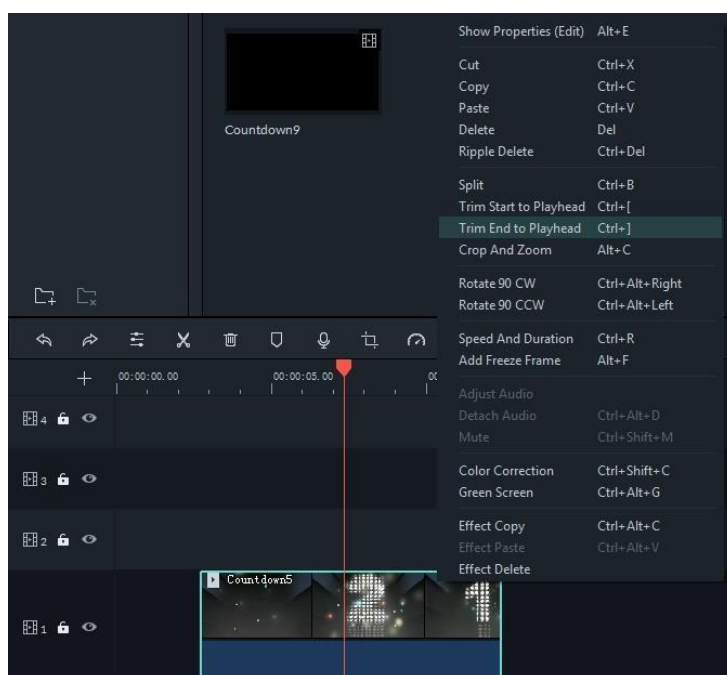 Countdown9
Show Properties (Edit) Alt+E
Cut Ctrl+X
Copy Ctrl+C
Paste Ctrl+V
Delete Del
Ripple Delete Ctrl+Del
Split Ctrl+B
Trim Start to Playhead Ctrl+[
Trim End to Playhead Ctrl+]
Crop And Zoom Alt+C
Rotate 90 CW Ctrl+Alt+Right
Rotate 90 CCW Ctrl+Alt+Left
Speed And Duration Ctrl+R
Add Freeze Frame Alt+F
Adjust Audio
Detach Audio Ctrl+Alt+D
Mute Ctrl+Shift+M
Color Correction Ctrl+Shift+C
Green Screen Ctrl+Alt+G
Effect Copy Ctrl+Alt+C
Effect Paste Ctrl+Alt+V
Effect Delete
00:00:00.00 00:00:05.00 00
4
3
2
Countdown5
2 1
1